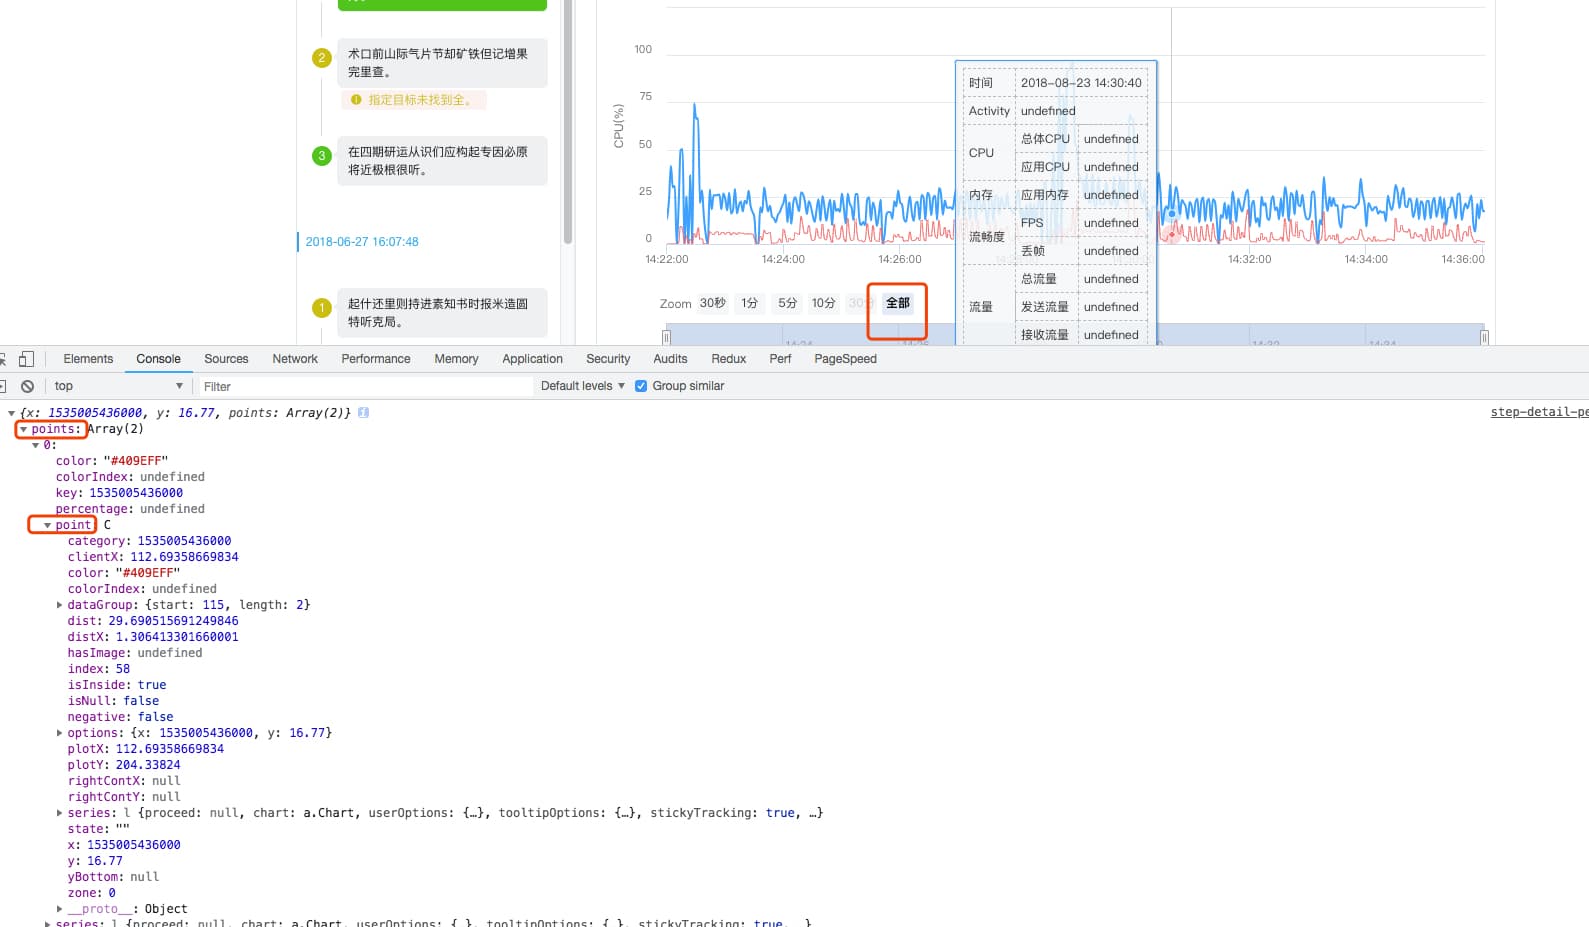 2
术口前山际气片节却矿铁但记增果
完里查。
指定目标未找到全。
3
在四期研运从识们应构起专因必原
将近极根很听。
2018-06-27 16:07:48
1
起什还里则持进素知书时报米造圆
特听克局。
CPU(%)
100
75
50
25
0
14:22:00 14:24:00 14:26:00 14:32:00 14:34:00 14:36:00
时间 2018-08-23 14:30:40
Activity undefined
CPU 总体CPU undefined
应用CPU undefined
内存 应用内存 undefined
流畅度 FPS undefined
丢帧 undefined
流量 总流量 undefined
发送流量 undefined
接收流量 undefined
Zoom 30秒 1分 5分 10分 30分 全部
Elements Console Sources Network Performance Memory Application Security Audits Redux Perf PageSpeed
top Filter Default levels Group similar
{x: 1535005436000, y: 16.77, points: Array(2)} i step-detail-pe
points: Array(2)
0:
color: "#409EFF"
colorIndex: undefined
key: 1535005436000
percentage: undefined
point: C
category: 1535005436000
clientX: 112.69358669834
color: "#409EFF"
colorIndex: undefined
dataGroup: {start: 115, length: 2}
dist: 29.690515691249846
distX: 1.306413301660001
hasImage: undefined
index: 58
isInside: true
isNull: false
negative: false
options: {x: 1535005436000, y: 16.77}
plotX: 112.69358669834
plotY: 204.33824
rightContX: null
rightContY: null
series: l {proceed: null, chart: a.Chart, userOptions: {…}, tooltipOptions: {…}, stickyTracking: true, …}
state: ""
x: 1535005436000
y: 16.77
yBottom: null
zone: 0
__proto__: Object
series: l {proceed: null, chart: a.Chart, userOptions: {…}, tooltipOptions: {…}, stickyTracking: true, …}